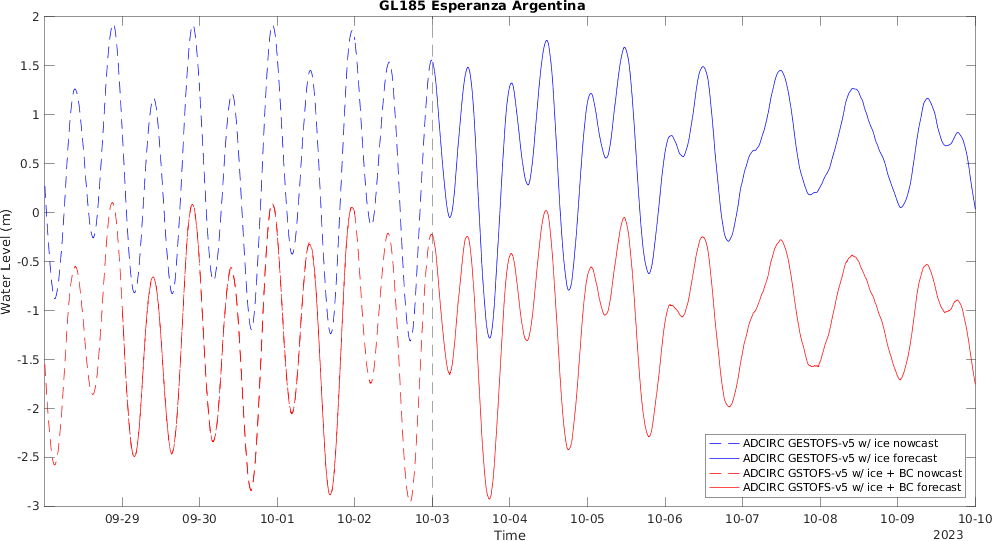 GL185 Esperanza Argentina
Water Level (m)
2
1.5
1
0.5
0
-0.5
-1
-1.5
-2
-2.5
-3
ADCIRC GESTOFS-v5 w/ ice nowcast
ADCIRC GESTOFS-v5 w/ ice forecast
ADCIRC GSTOFS-v5 w/ ice + BC nowcast
ADCIRC GSTOFS-v5 w/ ice + BC forecast
09-29 09-30 10-01 10-02 10-03 10-04 10-05 10-06 10-07 10-08 10-09 10-10
Time
2023